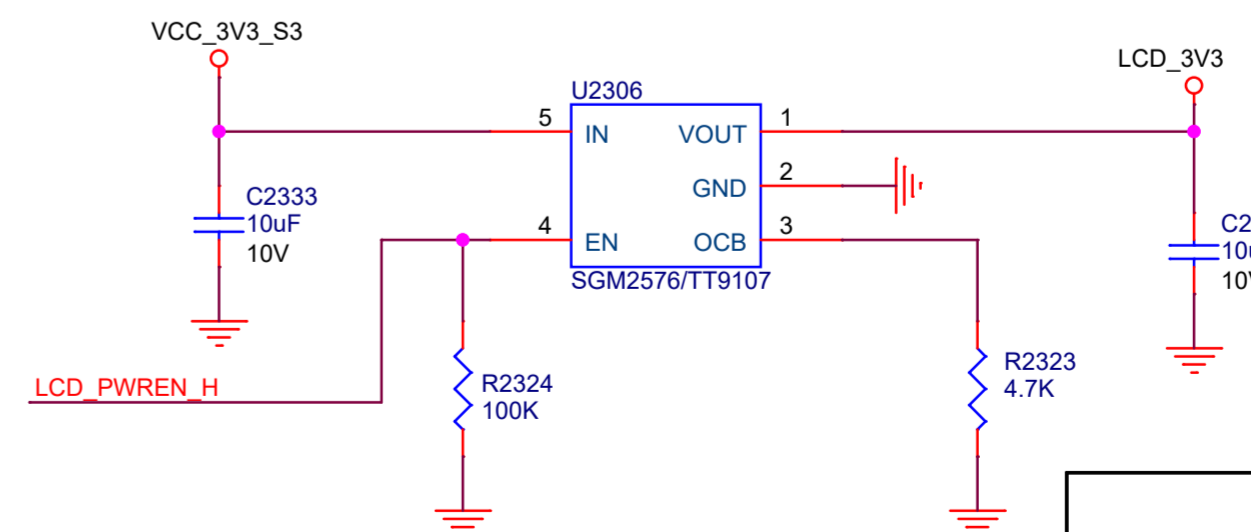 VCC_3V3_S3
LCD_3V3
U2306
5
IN
VOUT
1
GND
2
4
EN
OCB
3
SGM2576/TT9107
C2333
10uF
10V
LCD_PWREN_H
R2324
100K
R2323
4.7K